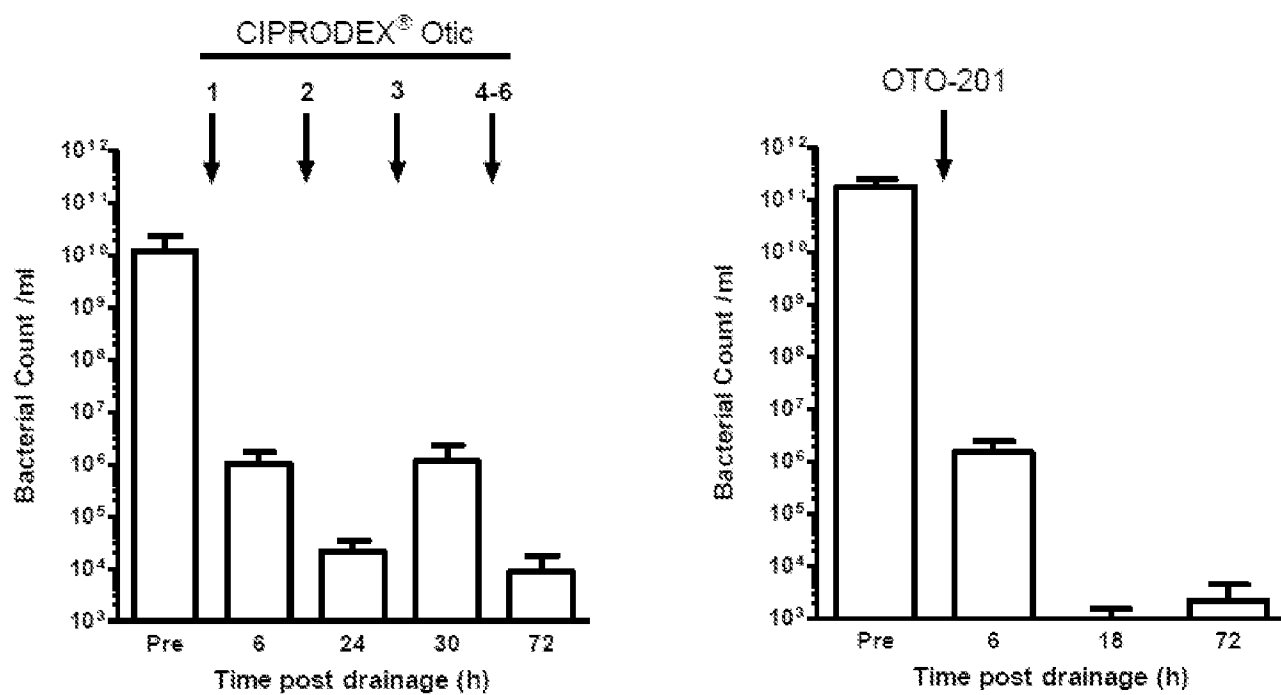 CIPRODEX® Otic
1 2 3 4-6
10¹²
10¹¹
10¹⁰
10⁹
10⁸
10⁷
10⁶
10⁵
10⁴
10³
Bacterial Count /ml
Pre 6 24 30 72
Time post drainage (h)
OTO-201
10¹²
10¹¹
10¹⁰
10⁹
10⁸
10⁷
10⁶
10⁵
10⁴
10³
Bacterial Count /ml
Pre 6 18 72
Time post drainage (h)